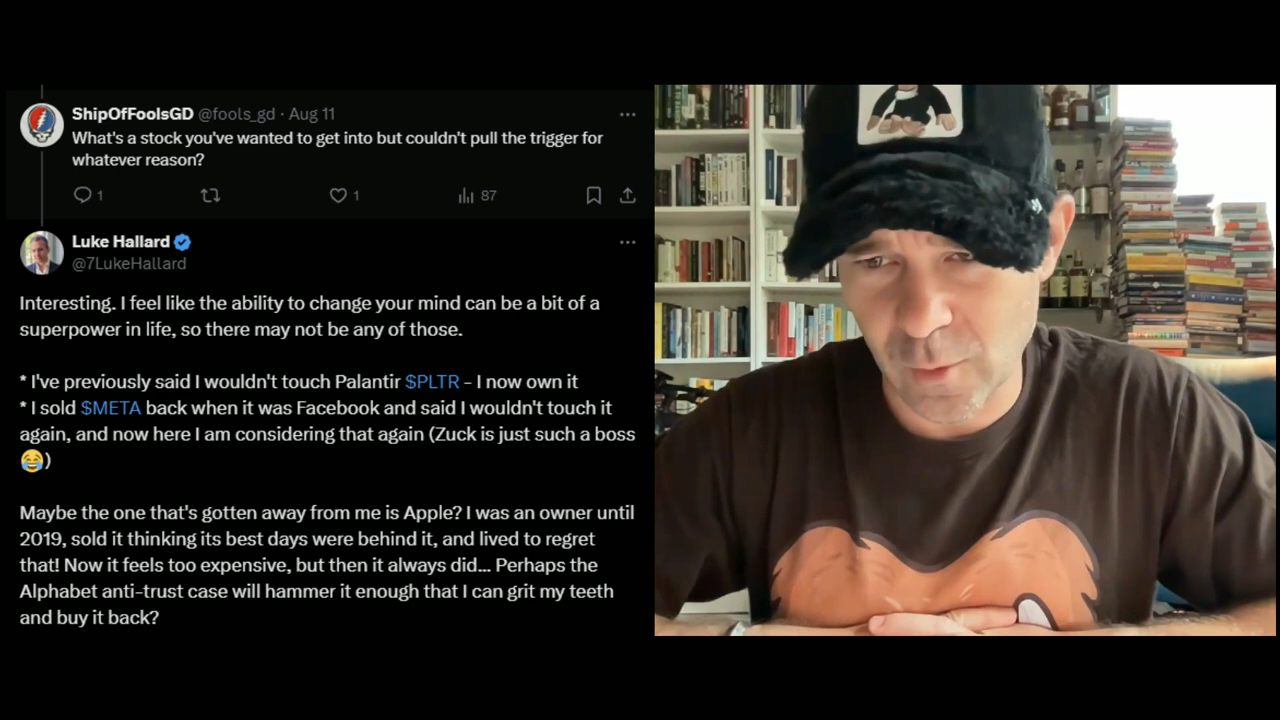 ShipOfFoolsGD @fools_gd · Aug 11
What's a stock you've wanted to get into but couldn't pull the trigger for
whatever reason?
1 1 87
Luke Hallard
@7LukeHallard
Interesting. I feel like the ability to change your mind can be a bit of a
superpower in life, so there may not be any of those.
* I've previously said I wouldn't touch Palantir $PLTR - I now own it
* I sold $META back when it was Facebook and said I wouldn't touch it
again, and now here I am considering that again (Zuck is just such a boss
😂)
Maybe the one that's gotten away from me is Apple? I was an owner until
2019, sold it thinking its best days were behind it, and lived to regret
that! Now it feels too expensive, but then it always did... Perhaps the
Alphabet anti-trust case will hammer it enough that I can grit my teeth
and buy it back?